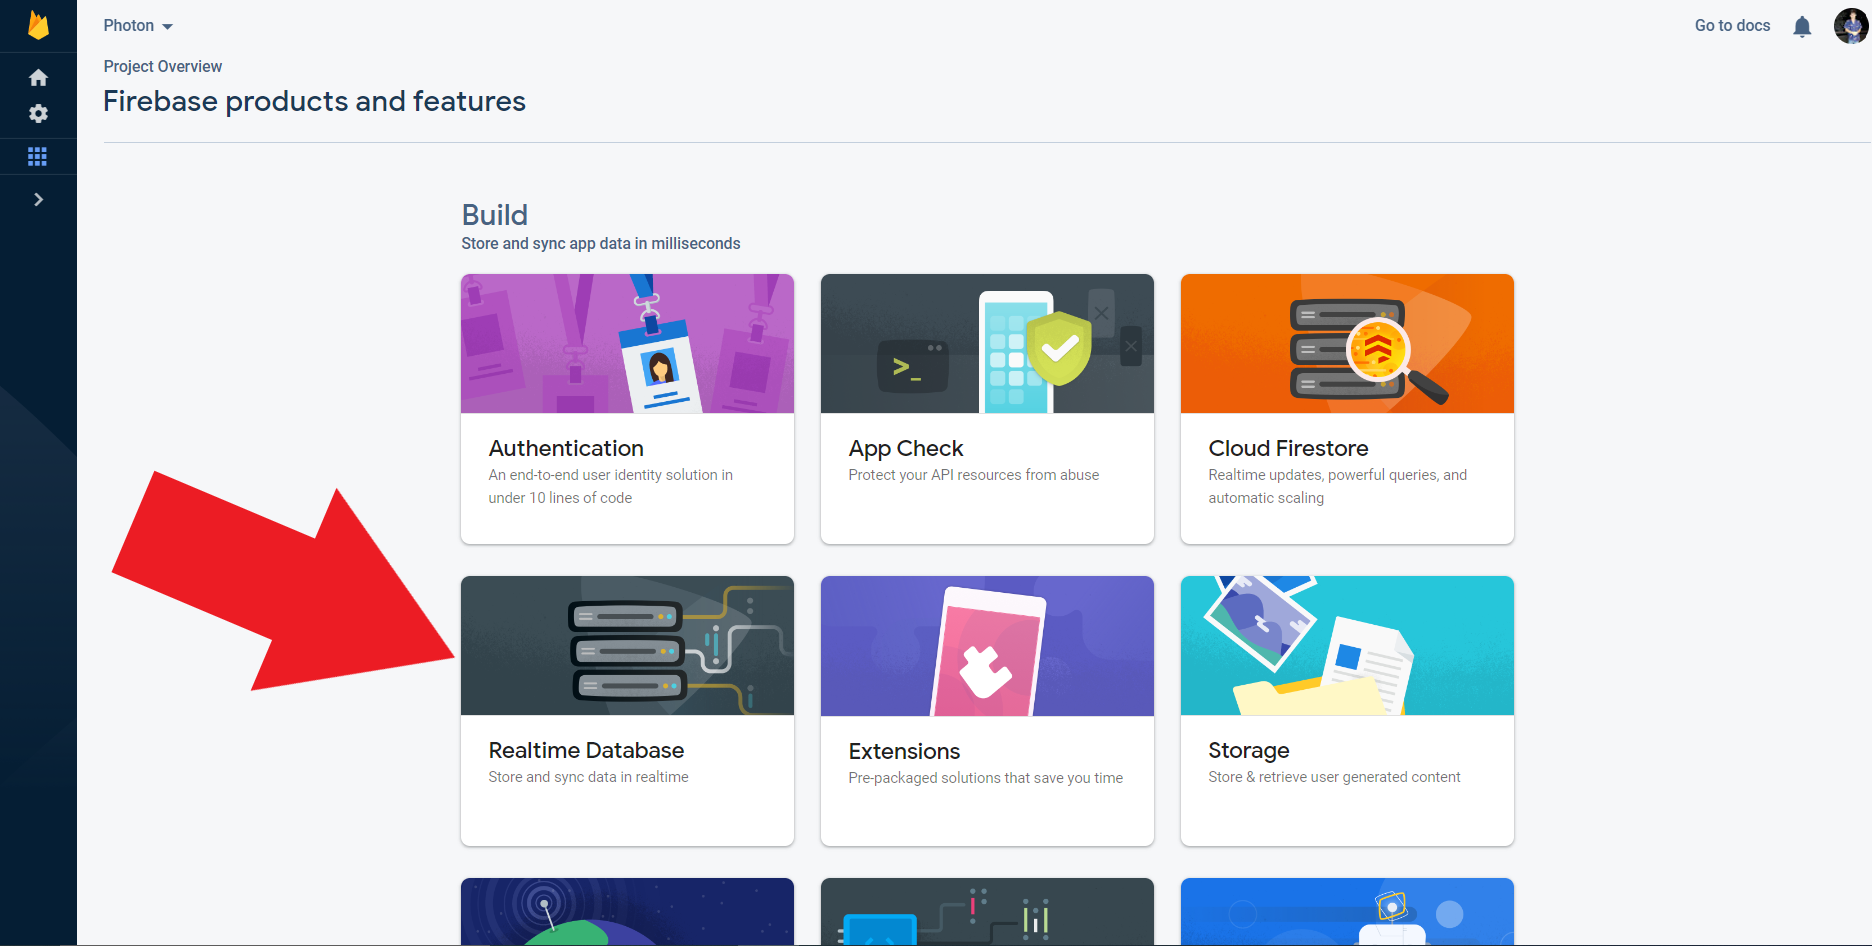 Photon
Go to docs
Project Overview
Firebase products and features
Build
Store and sync app data in milliseconds
>_
Authentication
An end-to-end user identity solution in
under 10 lines of code
App Check
Protect your API resources from abuse
Cloud Firestore
Realtime updates, powerful queries, and
automatic scaling
Realtime Database
Store and sync data in realtime
Extensions
Pre-packaged solutions that save you time
Storage
Store & retrieve user generated content